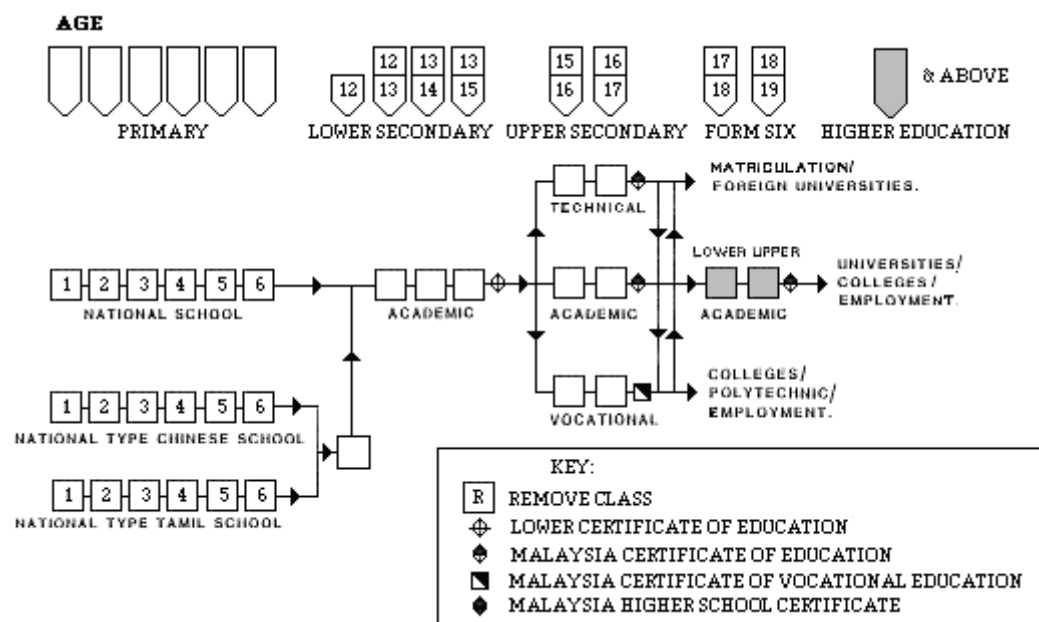 AGE
12 13 13 15 16 17 18
12 13 14 15 16 17 18 19 & ABOVE
PRIMARY LOWER SECONDARY UPPER SECONDARY FORM SIX HIGHER EDUCATION
MATRICULATION/
FOREIGN UNIVERSITIES.
TECHNICAL
LOWER UPPER
UNIVERSITIES/
COLLEGES/
EMPLOYMENT.
1 2 3 4 5 6
NATIONAL SCHOOL
ACADEMIC
ACADEMIC
ACADEMIC
COLLEGES/
POLYTECHNIC/
EMPLOYMENT.
1 2 3 4 5 6
NATIONAL TYPE CHINESE SCHOOL
VOCATIONAL
1 2 3 4 5 6
NATIONAL TYPE TAMIL SCHOOL
KEY:
R REMOVE CLASS
LOWER CERTIFICATE OF EDUCATION
MALAYSIA CERTIFICATE OF EDUCATION
MALAYSIA CERTIFICATE OF VOCATIONAL EDUCATION
MALAYSIA HIGHER SCHOOL CERTIFICATE